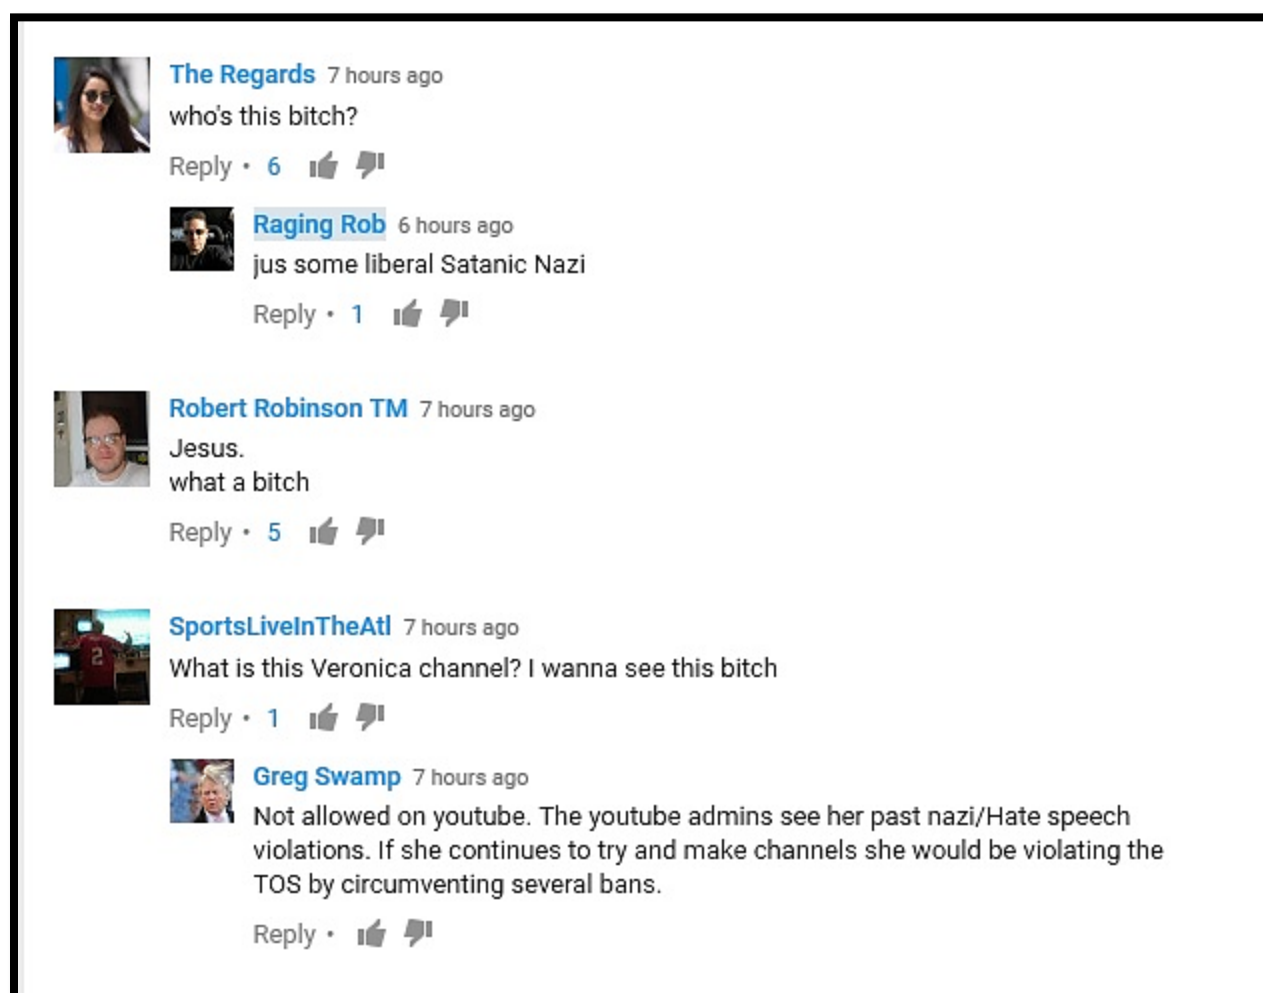 The Regards 7 hours ago
who's this bitch?
Reply • 6
Raging Rob 6 hours ago
jus some liberal Satanic Nazi
Reply • 1
Robert Robinson TM 7 hours ago
Jesus.
what a bitch
Reply • 5
SportsLiveInTheAtl 7 hours ago
What is this Veronica channel? I wanna see this bitch
Reply • 1
2
Greg Swamp 7 hours ago
Not allowed on youtube. The youtube admins see her past nazi/Hate speech
violations. If she continues to try and make channels she would be violating the
TOS by circumventing several bans.
Reply •